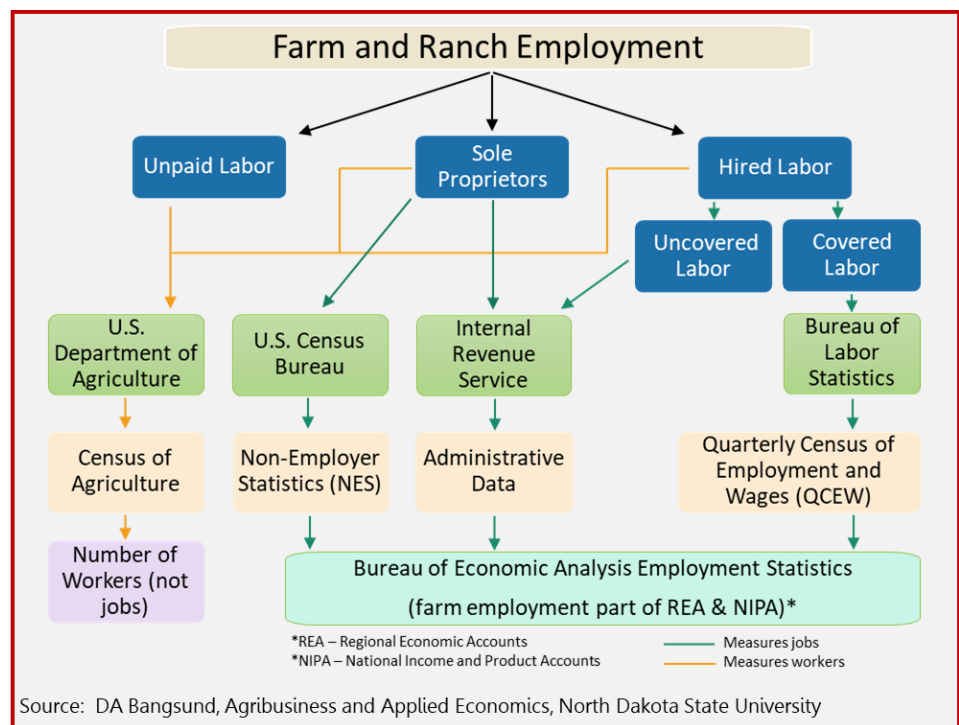 Farm and Ranch Employment
Unpaid Labor
Sole
Proprietors
Hired Labor
Uncovered
Labor
Covered
Labor
U.S.
Department of
Agriculture
U.S. Census
Bureau
Internal
Revenue
Service
Bureau of
Labor
Statistics
Census of
Agriculture
Non-Employer
Statistics (NES)
Administrative
Data
Quarterly Census of
Employment and
Wages (QCEW)
Number of
Workers (not
jobs)
Bureau of Economic Analysis Employment Statistics
(farm employment part of REA & NIPA)*
*REA – Regional Economic Accounts
*NIPA – National Income and Product Accounts
Measures jobs
Measures workers
Source:  DA Bangsund, Agribusiness and Applied Economics, North Dakota State University